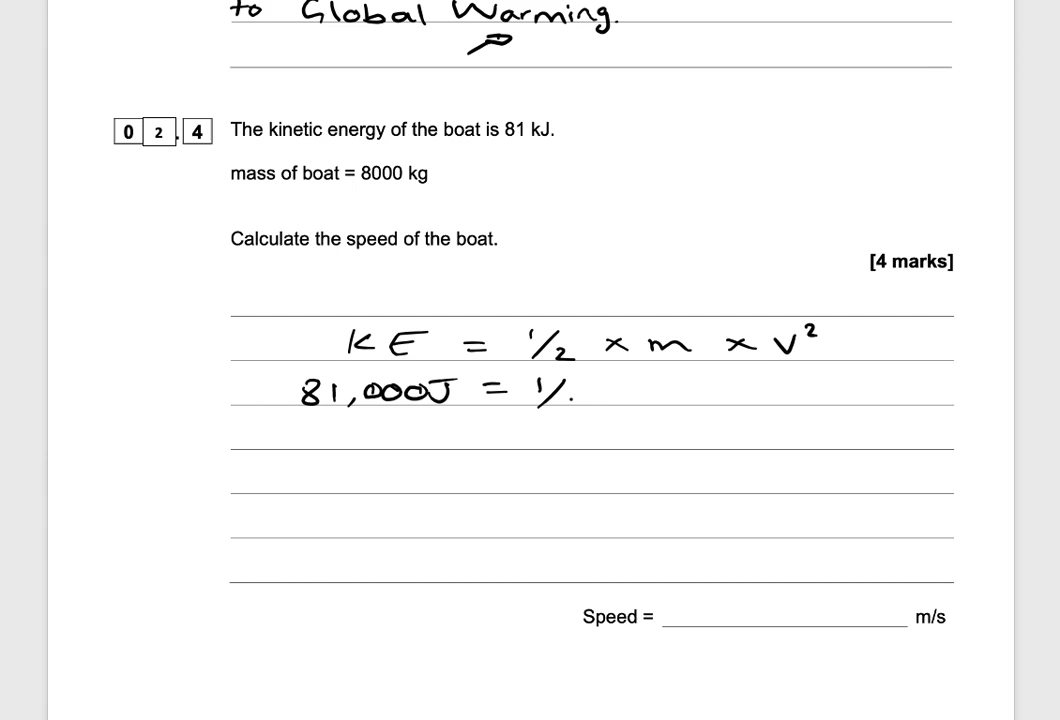 to Global Warming.
0 2 . 4 The kinetic energy of the boat is 81 kJ.
mass of boat = 8000 kg
Calculate the speed of the boat.
[4 marks]
KE = 1/2 × m × v²
81,000J = 1/.
Speed = ____________________ m/s